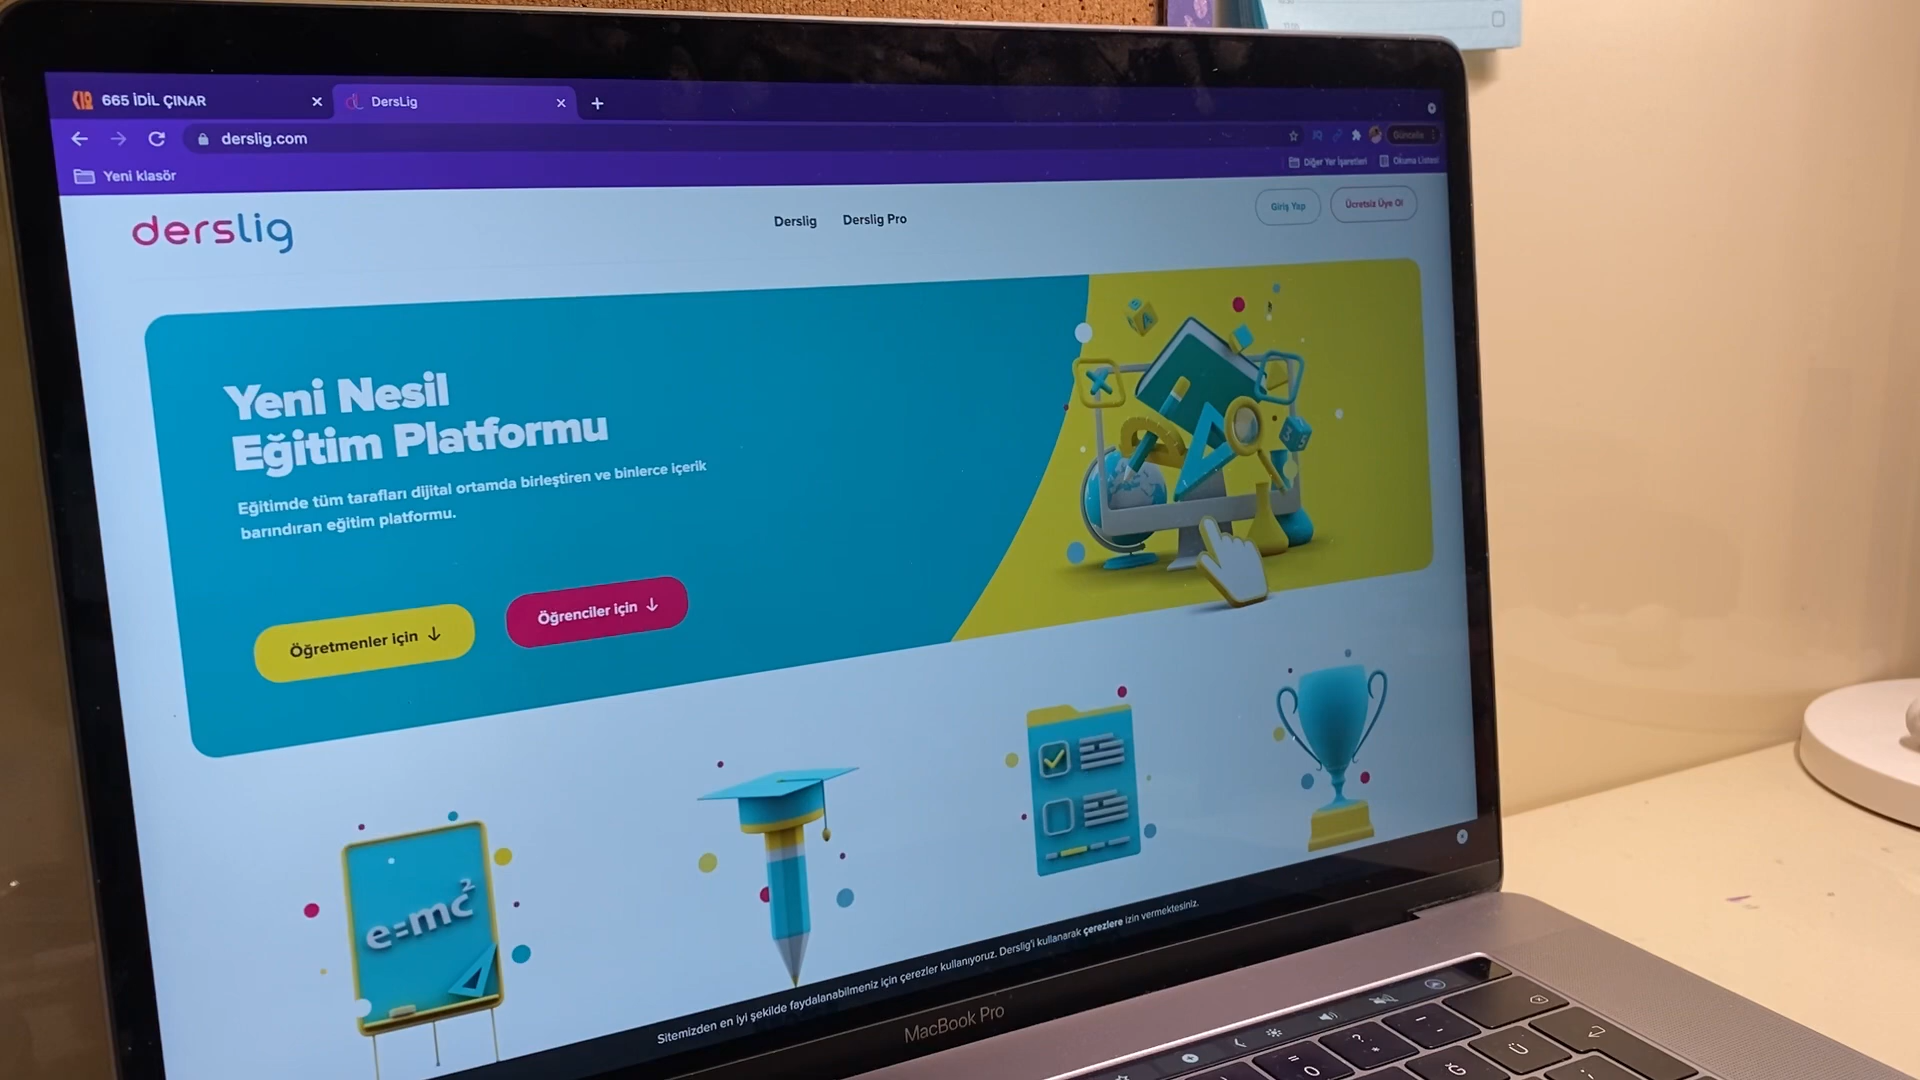 665 İDİL ÇINAR
DersLig
derslig.com
Güncelle
Yeni klasör
Diğer Yer İşaretleri
Okuma Listesi
derslig
Derslig
Derslig Pro
Giriş Yap
Ücretsiz Üye Ol
Yeni Nesil
Eğitim Platformu
Eğitimde tüm tarafları dijital ortamda birleştiren ve binlerce içerik
barındıran eğitim platformu.
Öğretmenler için ↓
Öğrenciler için ↓
e=mc²
Sitemizden en iyi şekilde faydalanabilmeniz için çerezler kullanıyoruz. Derslig'i kullanarak çerezlere izin vermektesiniz.
MacBook Pro